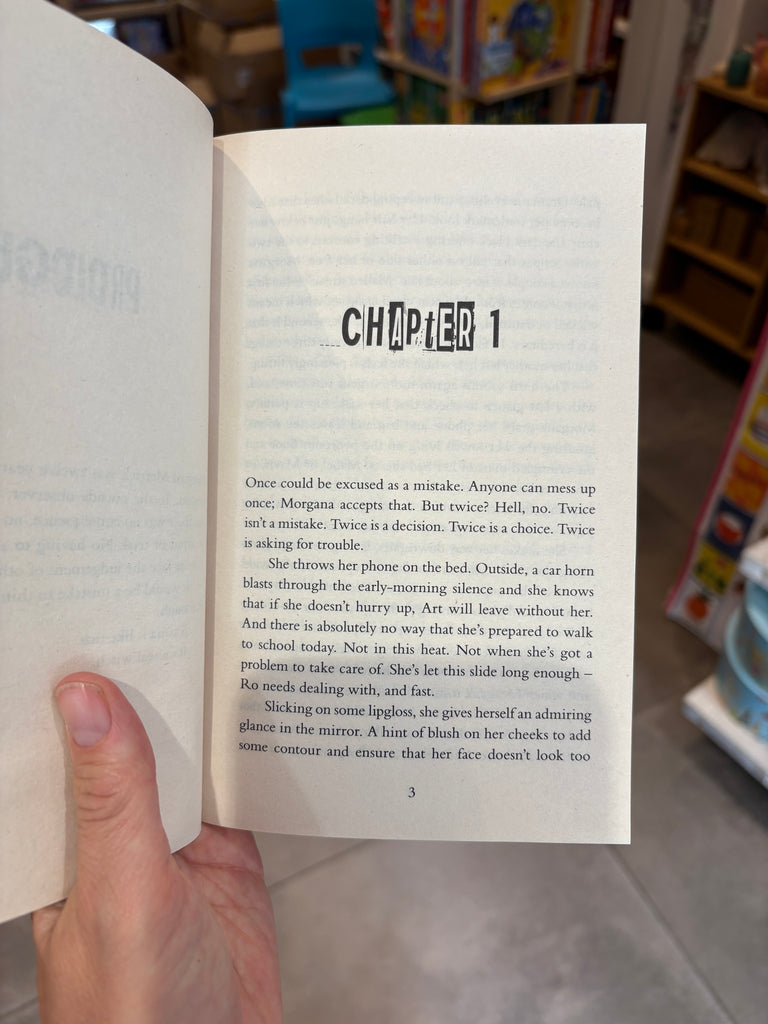 CHAPtER 1
Once could be excused as a mistake. Anyone can mess up
once; Morgana accepts that. But twice? Hell, no. Twice
isn't a mistake. Twice is a decision. Twice is a choice. Twice
is asking for trouble.
She throws her phone on the bed. Outside, a car horn
blasts through the early-morning silence and she knows
that if she doesn't hurry up, Art will leave without her.
And there is absolutely no way that she's prepared to walk
to school today. Not in this heat. Not when she's got a
problem to take care of. She's let this slide long enough –
Ro needs dealing with, and fast.
Slicking on some lipgloss, she gives herself an admiring
glance in the mirror. A hint of blush on her cheeks to add
some contour and ensure that her face doesn't look too
3